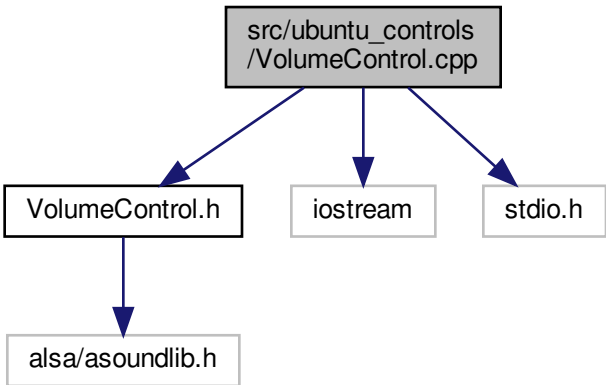 src/ubuntu_controls
/VolumeControl.cpp
VolumeControl.h
iostream
stdio.h
alsa/asoundlib.h